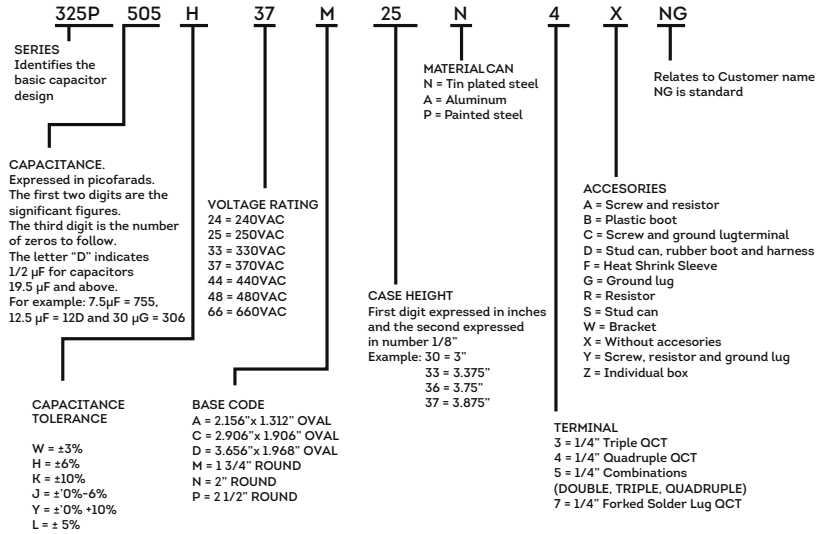 325P 505 H 37 M 25 N 4 X NG
SERIES
Identifies the
basic capacitor
design
CAPACITANCE.
Expressed in picofarads.
The first two digits are the
significant figures.
The third digit is the number
of zeros to follow.
The letter “D” indicates
1/2 µF for capacitors
19.5 µF and above.
For example: 7.5µF = 755,
12.5 µF = 12D and 30 µG = 306
CAPACITANCE
TOLERANCE
W = ±3%
H = ±6%
K = ±10%
J = ±'0%-6%
Y = ±'0% +10%
L = ± 5%
VOLTAGE RATING
24 = 240VAC
25 = 250VAC
33 = 330VAC
37 = 370VAC
44 = 440VAC
48 = 480VAC
66 = 660VAC
BASE CODE
A = 2.156”x 1.312” OVAL
C = 2.906”x 1.906” OVAL
D = 3.656”x 1.968” OVAL
M = 1 3/4” ROUND
N = 2” ROUND
P = 2 1/2” ROUND
CASE HEIGHT
First digit expressed in inches
and the second expressed
in number 1/8”
Example: 30 = 3”
33 = 3.375”
36 = 3.75”
37 = 3.875”
MATERIAL CAN
N = Tin plated steel
A = Aluminum
P = Painted steel
TERMINAL
3 = 1/4” Triple QCT
4 = 1/4” Quadruple QCT
5 = 1/4” Combinations
(DOUBLE, TRIPLE, QUADRUPLE)
7 = 1/4” Forked Solder Lug QCT
ACCESORIES
A = Screw and resistor
B = Plastic boot
C = Screw and ground lugterminal
D = Stud can, rubber boot and harness
F = Heat Shrink Sleeve
G = Ground lug
R = Resistor
S = Stud can
W = Bracket
X = Without accesories
Y = Screw, resistor and ground lug
Z = Individual box
Relates to Customer name
NG is standard